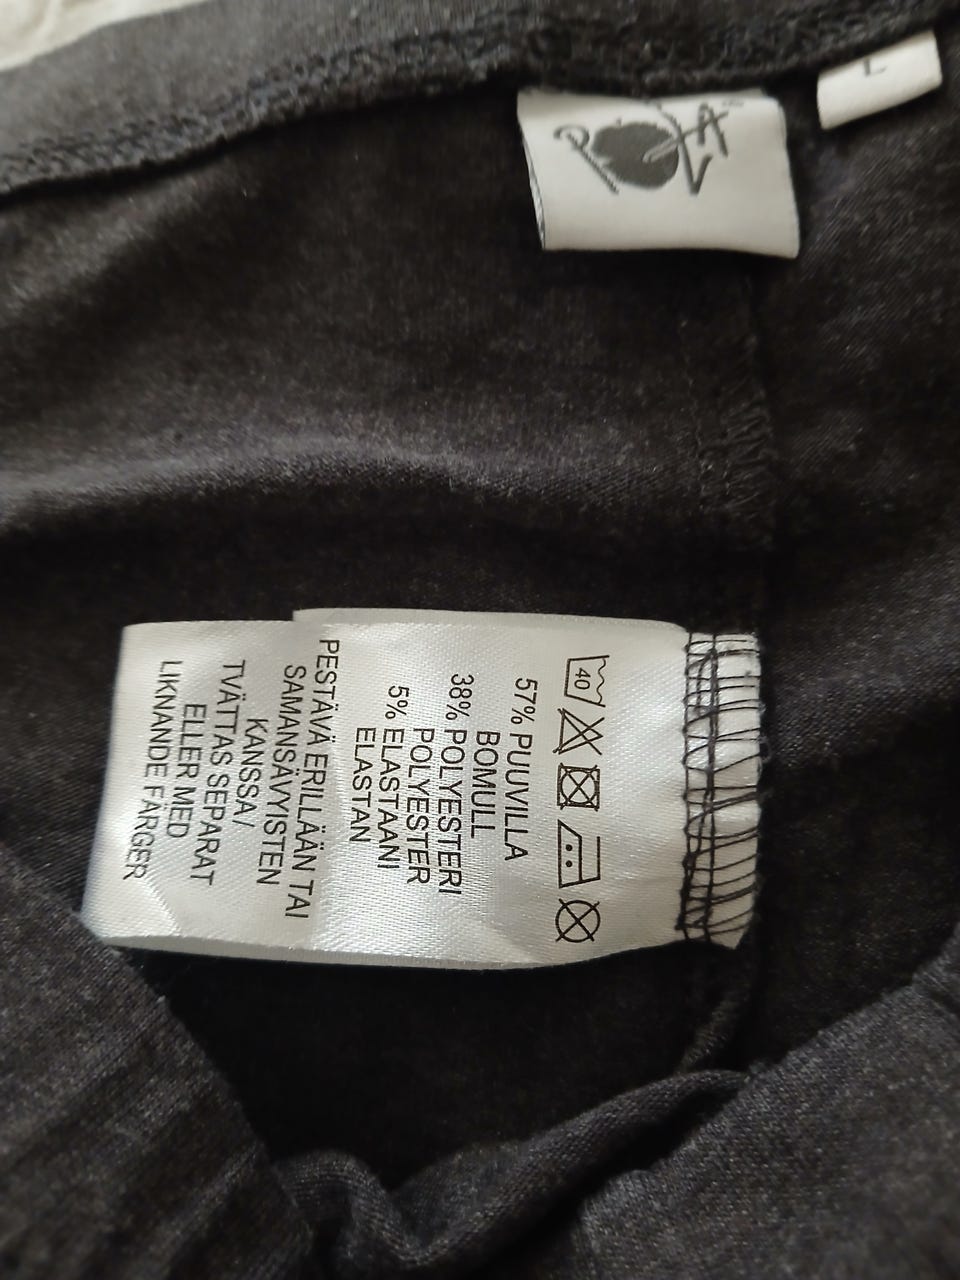 L
40
57% PUUVILLA
BOMULL
38% POLYESTERI
POLYESTER
5% ELASTAANI
ELASTAN
PESTÄVÄ ERILLÄÄN TAI
SAMANSÄVYISTEN
KANSSA/
TVÄTTAS SEPARAT
ELLER MED
LIKNANDE FÄRGER